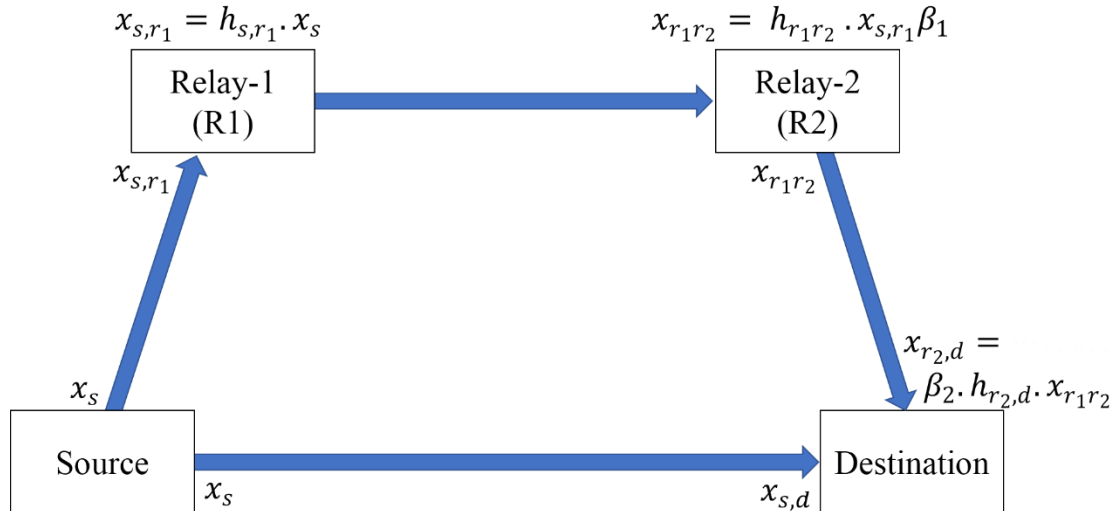 x_{s,r_1} = h_{s,r_1}. x_s
x_{r_1r_2} = h_{r_1r_2} . x_{s,r_1}β_1
Relay-1
(R1)
Relay-2
(R2)
x_{s,r_1}
x_{r_1r_2}
x_{r_2,d} =
β_2. h_{r_2,d}. x_{r_1r_2}
x_s
Source
Destination
x_s
x_{s,d}